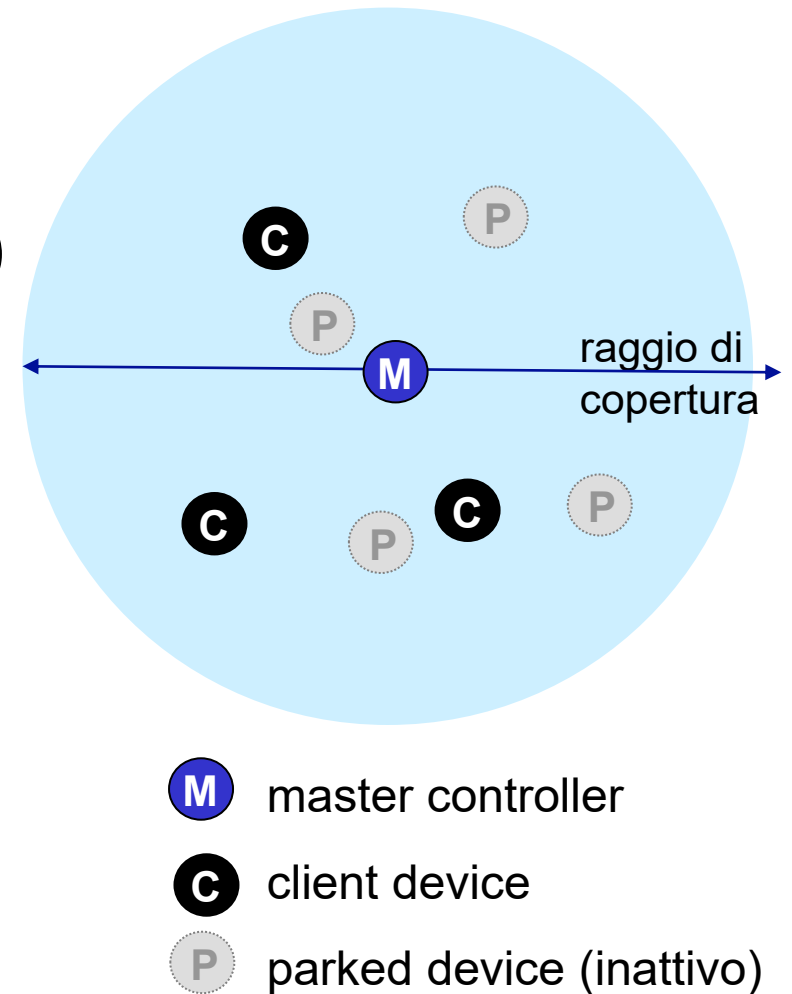 P
C
P
raggio di
M
copertura
P
C
C
P
M master controller
C client device
P parked device (inattivo)